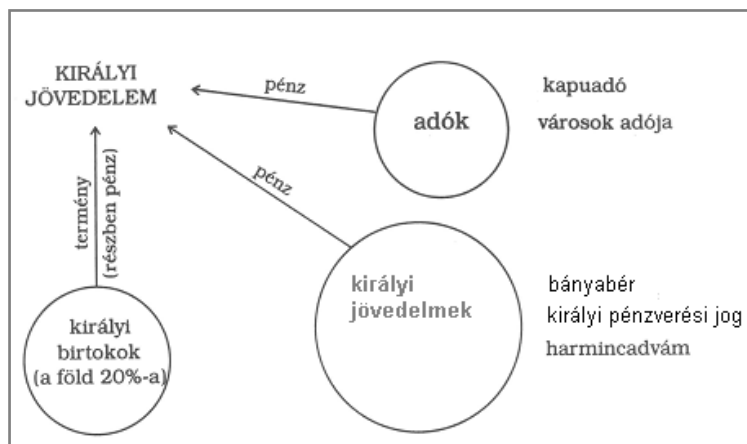 KIRÁLYI
JÖVEDELEM
pénz
adók
kapuadó
városok adója
pénz
termény
(részben pénz)
királyi
jövedelmek
bányabér
királyi pénzverési jog
harmincadvám
királyi
birtokok
(a föld 20%-a)